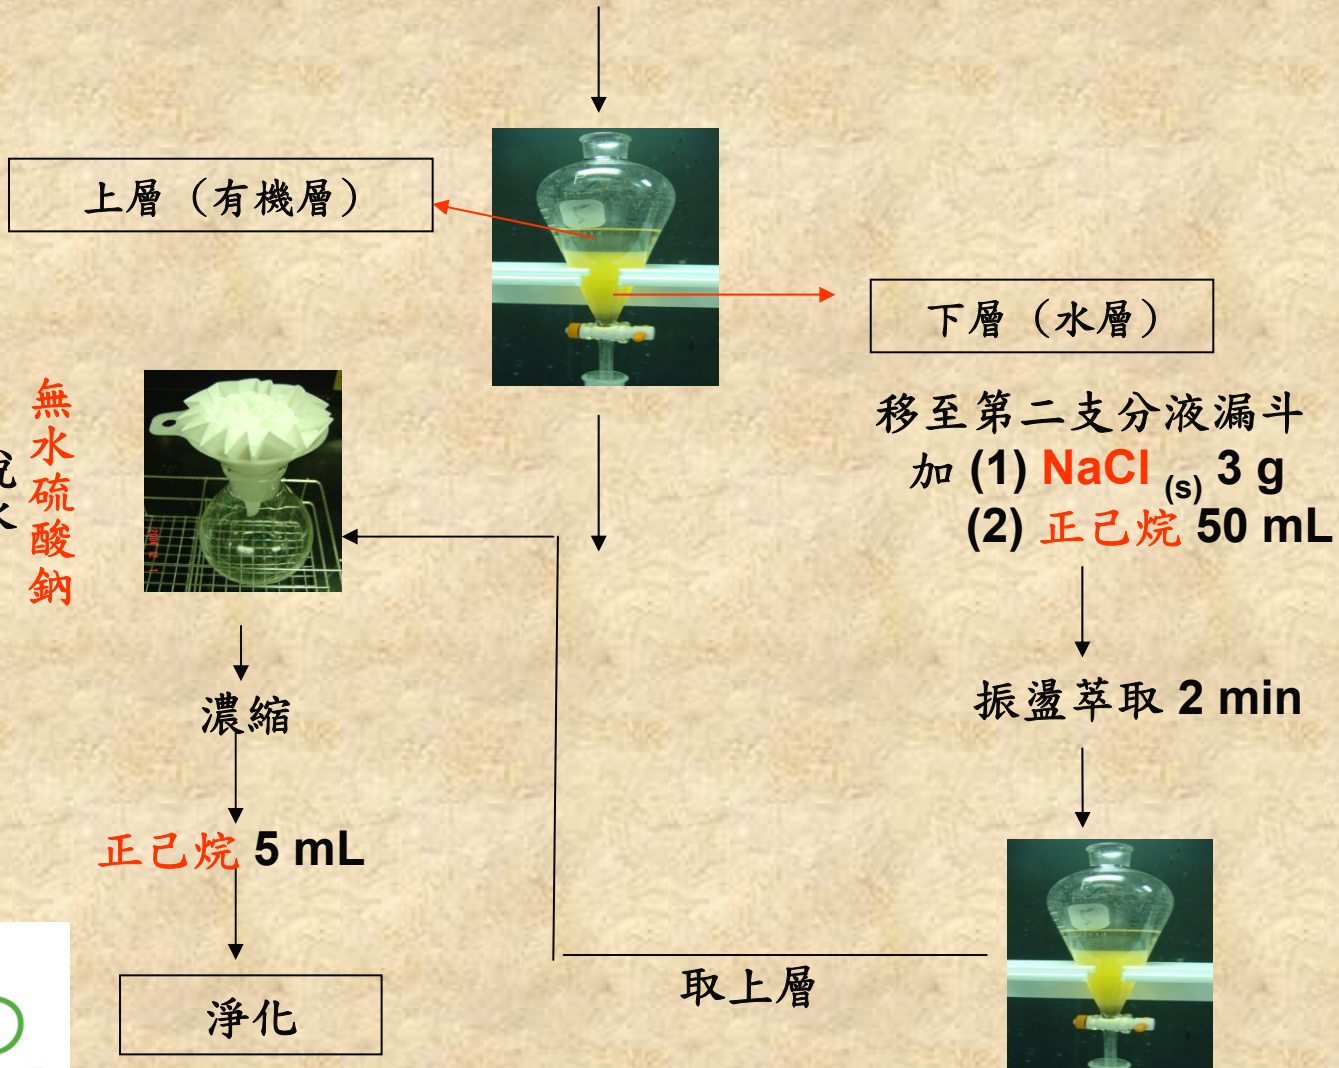 上層（有機層）
下層（水層）
移至第二支分液漏斗
加 (1) NaCl (s) 3 g
(2) 正己烷 50 mL
無水硫酸鈉
振盪萃取 2 min
濃縮
正己烷 5 mL
取上層
淨化